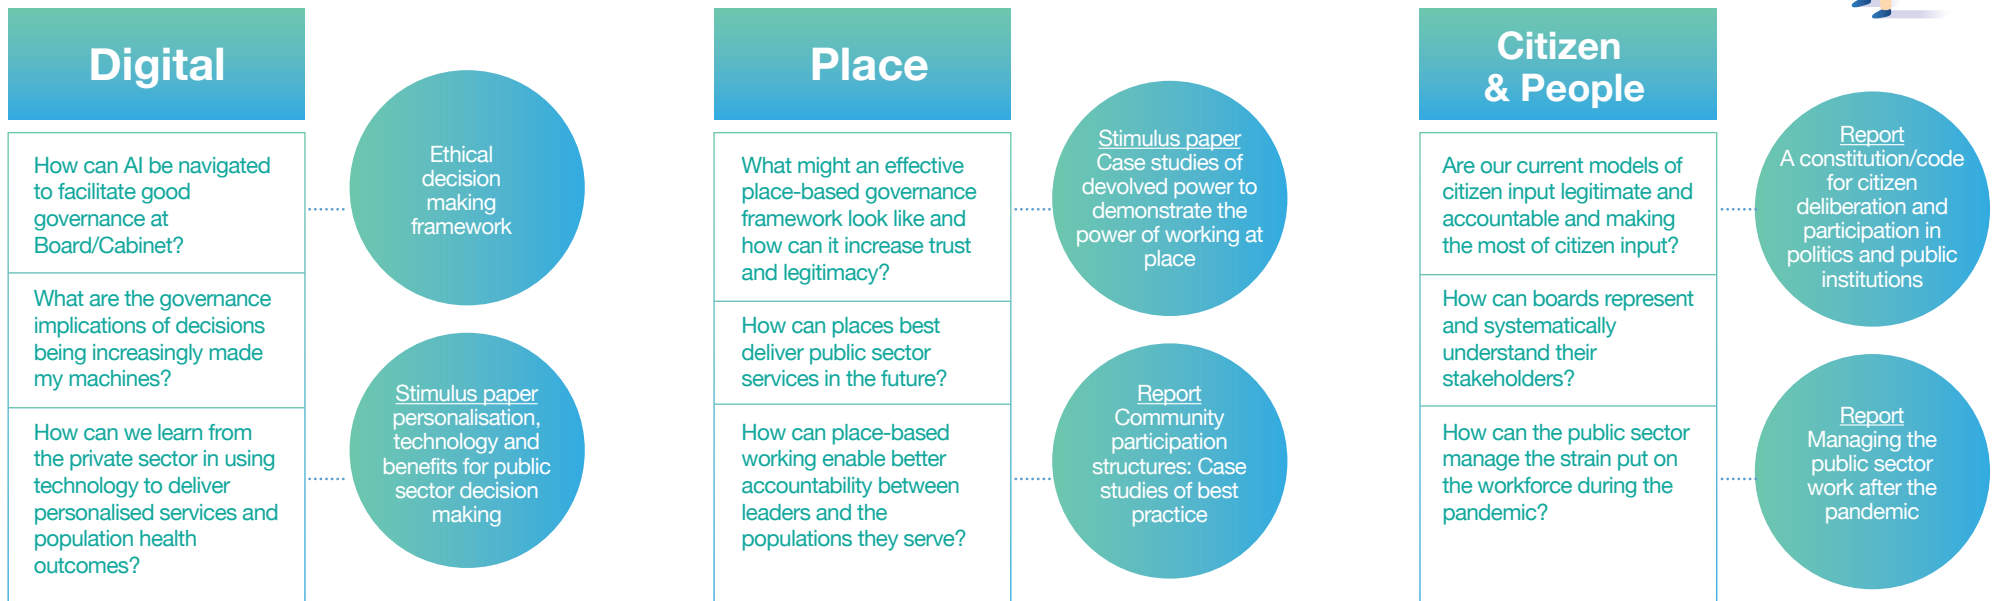 Digital
How can AI be navigated
to facilitate good
governance at
Board/Cabinet?
What are the governance
implications of decisions
being increasingly made
my machines?
How can we learn from
the private sector in using
technology to deliver
personalised services and
population health
outcomes?
Ethical
decision
making
framework
Stimulus paper
personalisation,
technology and
benefits for public
sector decision
making
Place
What might an effective
place-based governance
framework look like and
how can it increase trust
and legitimacy?
How can places best
deliver public sector
services in the future?
How can place-based
working enable better
accountability between
leaders and the
populations they serve?
Stimulus paper
Case studies of
devolved power to
demonstrate the
power of working at
place
Report
Community
participation
structures: Case
studies of best
practice
Citizen
& People
Are our current models of
citizen input legitimate and
accountable and making
the most of citizen input?
How can boards represent
and systematically
understand their
stakeholders?
How can the public sector
manage the strain put on
the workforce during the
pandemic?
Report
A constitution/code
for citizen
deliberation and
participation in
politics and public
institutions
Report
Managing the
public sector
work after the
pandemic